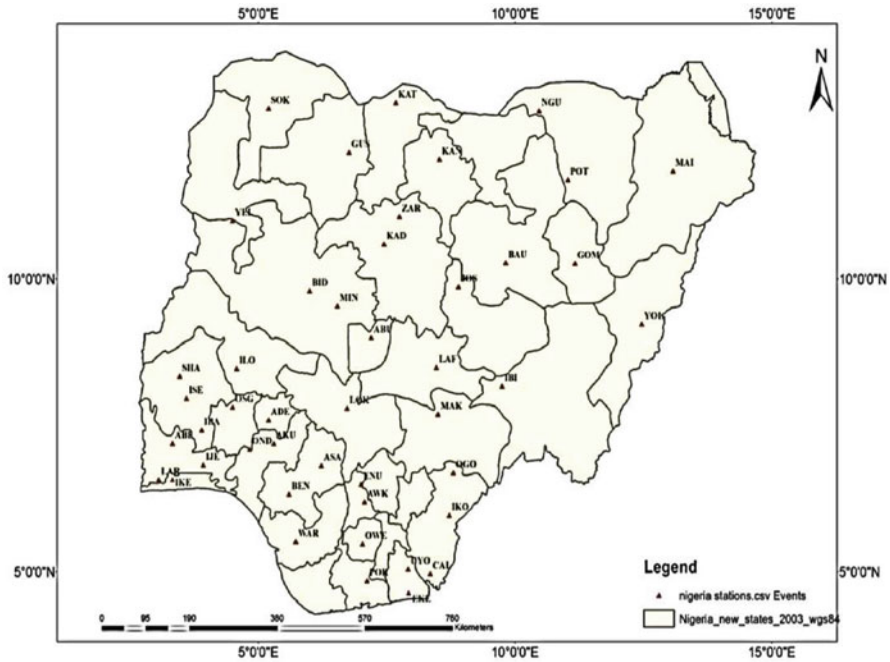 5°0'0"E 10°0'0"E 15°0'0"E
N
SOK
KAT
NGU
GUS
KAN
MAI
POT
YEL
ZAR
KAD
BAU
GOM
JOS
10°0'0"N 10°0'0"N
BID
MIN
YOL
ABU
ILO
LAF
SHA
IBI
ISE
OSG
LOK
ADE
MAK
IBA
AKU
ABE
OND
IJE
ASA
OGO
LAR
IKE
ENU
BEN
AWK
IKO
WAR
OWE
Legend
5°0'0"N 5°0'0"N
UYO
CAL
POR
EKE
nigeria stations.csv Events
Nigeria_new_states_2003_wgs84
0 95 190 380 570 760
Kilometers
5°0'0"E 10°0'0"E 15°0'0"E